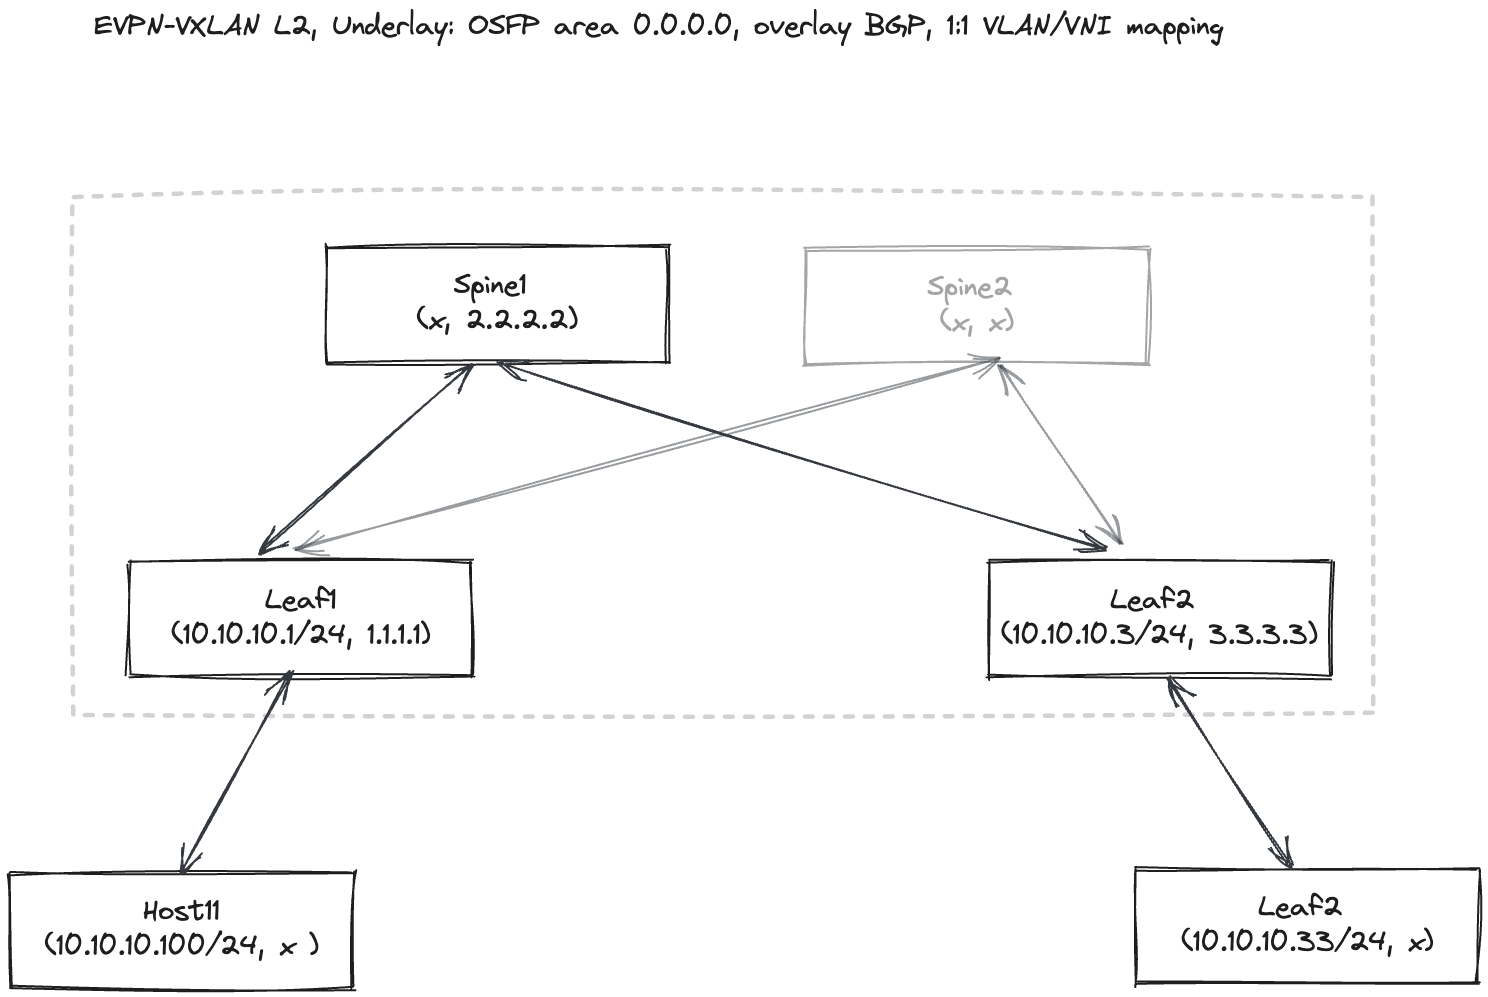 EVPN-VXLAN L2, Underlay: OSFP area 0.0.0.0, overlay BGP, 1:1 VLAN/VNI mapping
Spine1
(x, 2.2.2.2)
Spine2
(x, x)
Leaf1
(10.10.10.1/24, 1.1.1.1)
Leaf2
(10.10.10.3/24, 3.3.3.3)
Host11
(10.10.10.100/24, x )
Leaf2
(10.10.10.33/24, x)